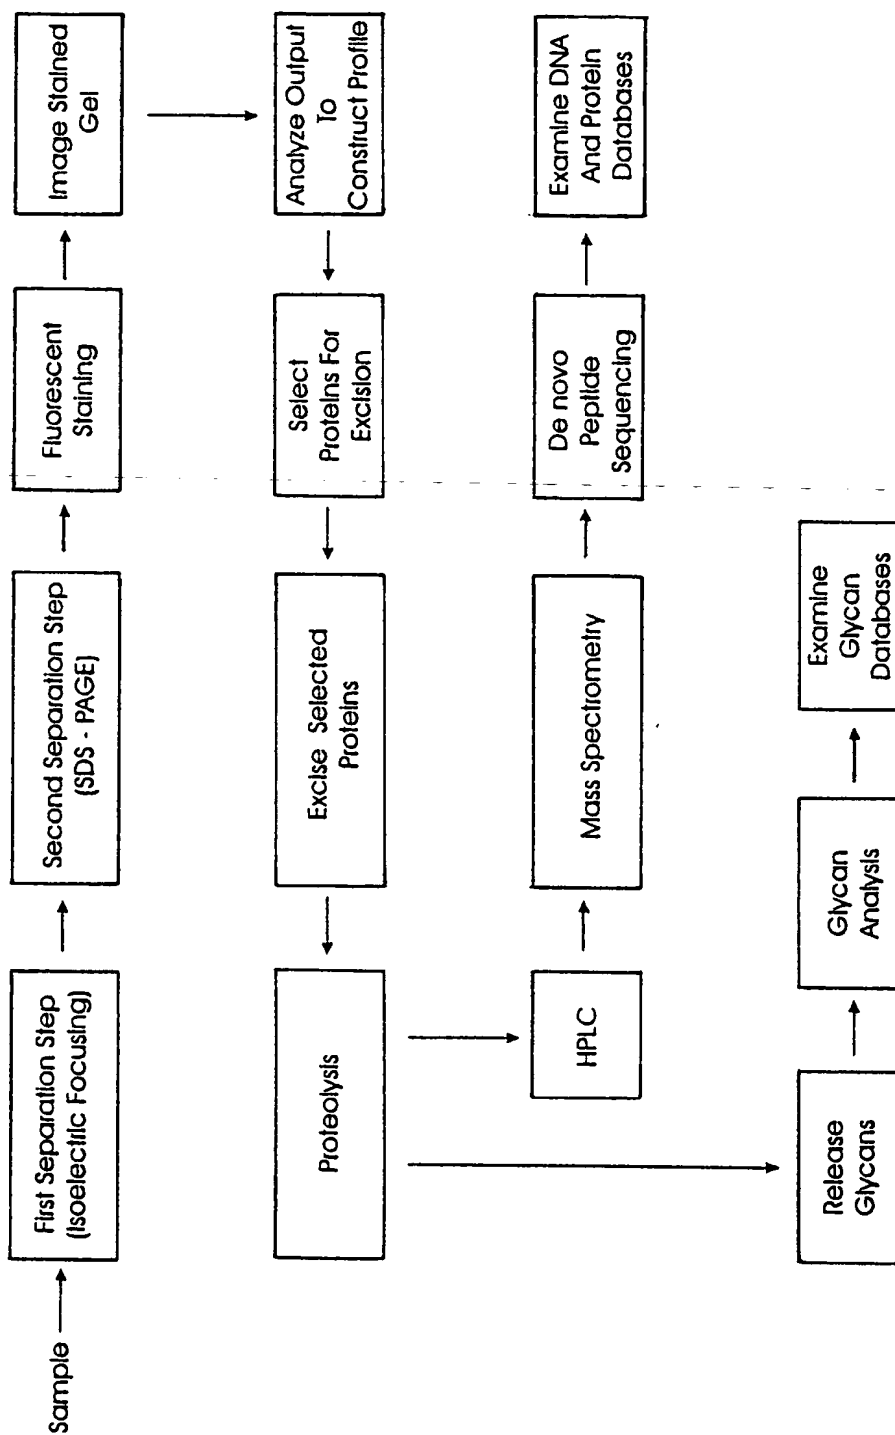 Sample
First Separation Step
(Isoelectric Focusing)
Second Separation Step
(SDS - PAGE)
Fluorescent
Staining
Image Stained
Gel
Analyze Output
To
Construct Profile
Select
Proteins For
Excision
Excise Selected
Proteins
Proteolysis
HPLC
Mass Spectrometry
De novo
Peptide
Sequencing
Examine DNA
And Protein
Databases
Release
Glycans
Glycan
Analysis
Examine
Glycan
Databases